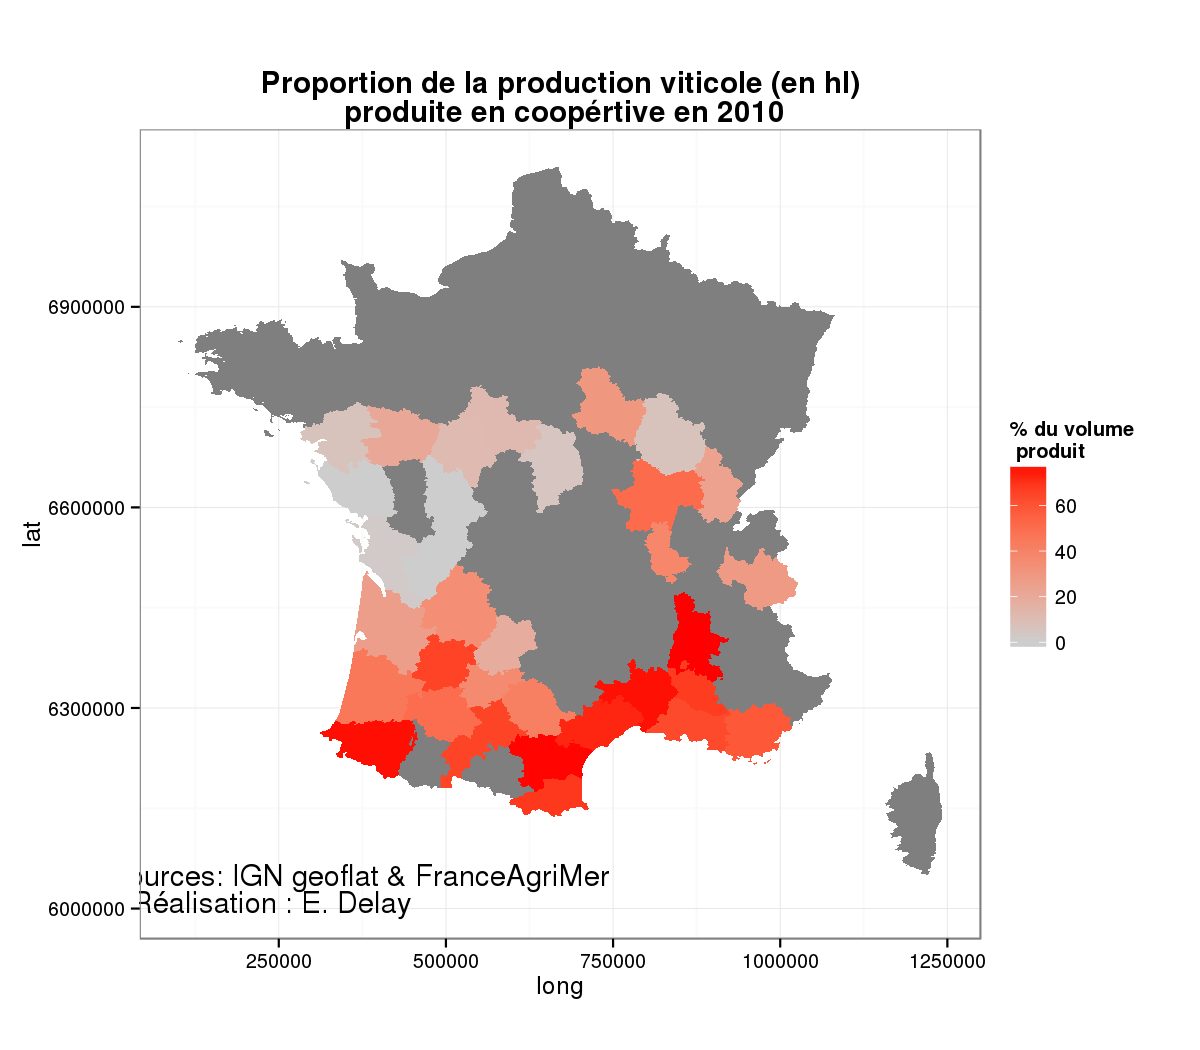 Proportion de la production viticole (en hl)
produite en coopértive en 2010
% du volume
produit
60
40
20
0
lat
6900000
6600000
6300000
6000000
urces: IGN geoflat & FranceAgriMer
Réalisation : E. Delay
250000
500000
750000
1000000
1250000
long